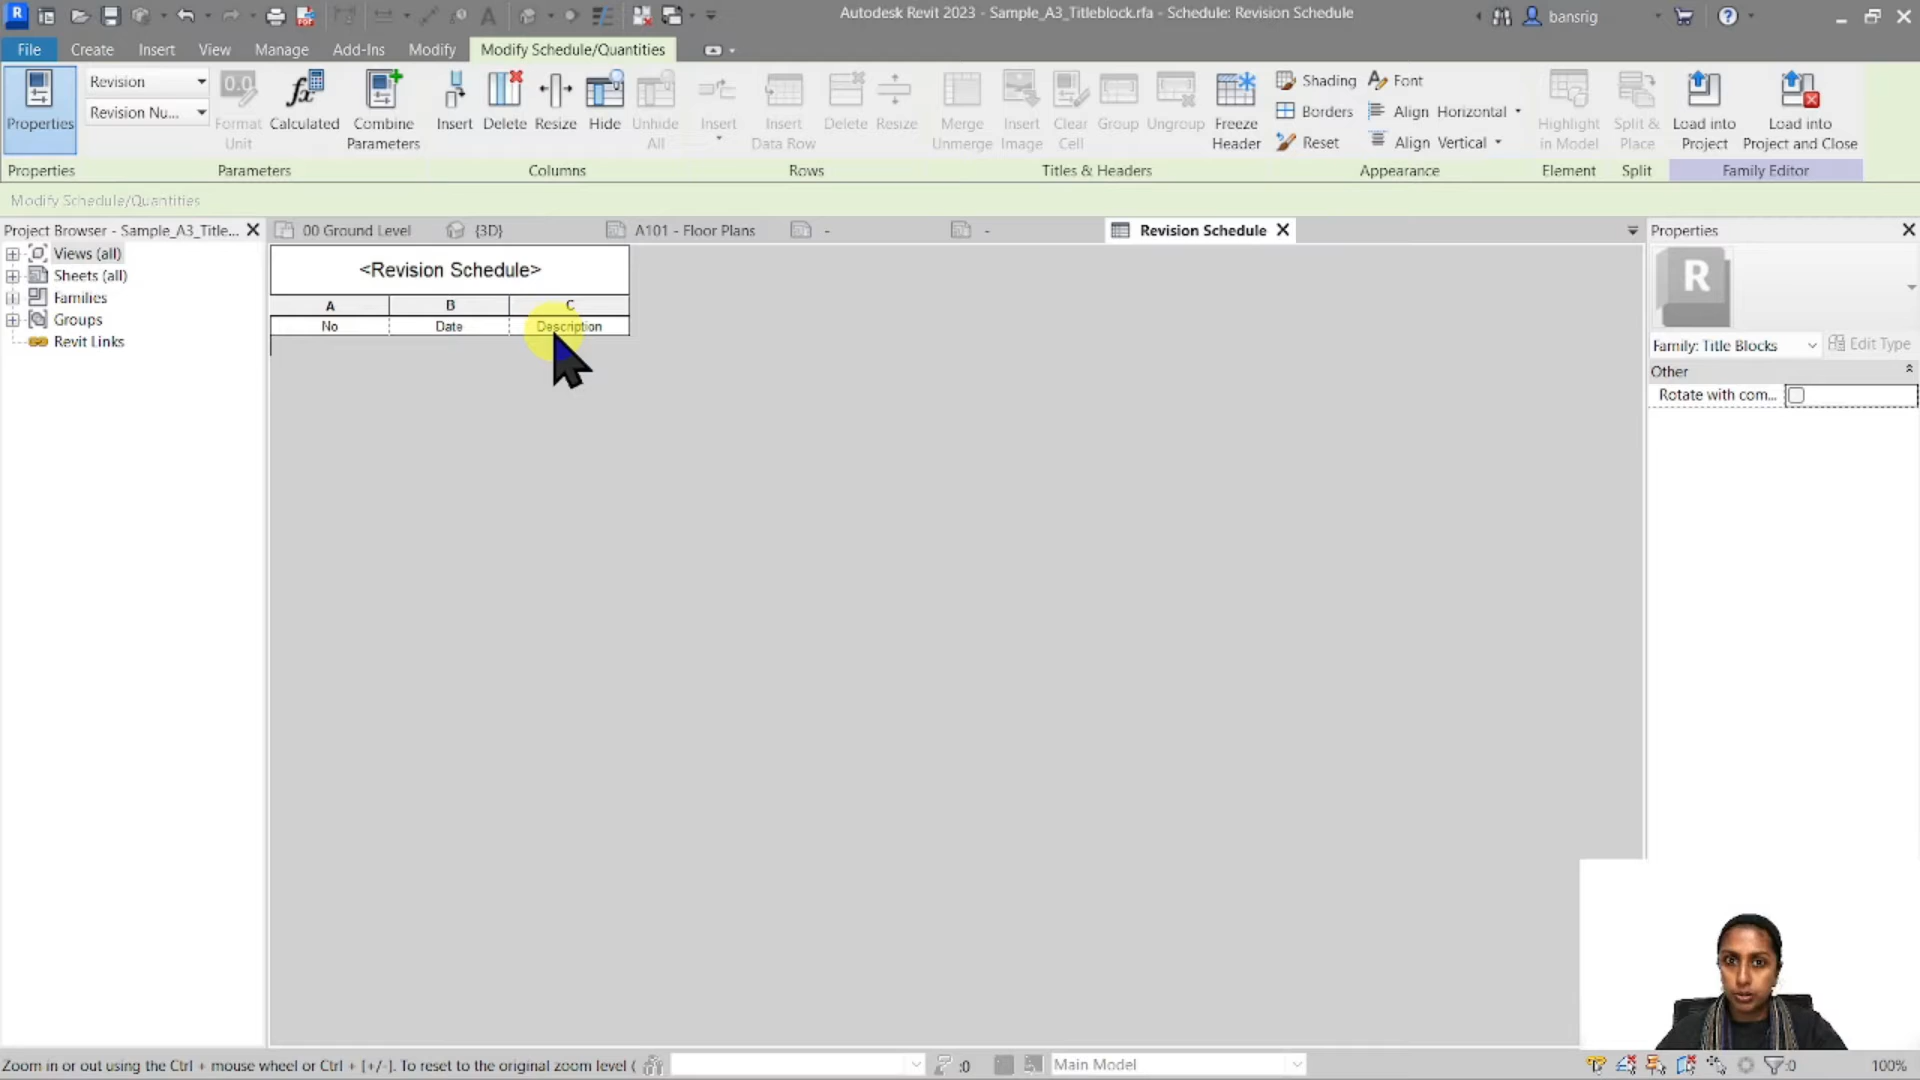 Autodesk Revit 2023 - Sample_A3_Titleblock.rfa - Schedule: Revision Schedule
bansrig
File Create Insert View Manage Add-Ins Modify Modify Schedule/Quantities
Revision
Revision Nu...
Properties
Format Unit
Calculated
Combine Parameters
Insert
Delete
Resize
Hide
Unhide All
Insert
Insert Data Row
Delete
Resize
Merge Unmerge
Insert Image
Clear Cell
Group
Ungroup
Freeze Header
Shading
Borders
Reset
Font
Align Horizontal
Align Vertical
Highlight in Model
Split & Place
Load into Project
Load into Project and Close
Properties Parameters Columns Rows Titles & Headers Appearance Element Split Family Editor
Modify Schedule/Quantities
Project Browser - Sample_A3_Title...
00 Ground Level
{3D}
A101 - Floor Plans
-
-
Revision Schedule
Properties
Views (all)
Sheets (all)
Families
Groups
Revit Links
<Revision Schedule>
A B C
No Date Description
R
Family: Title Blocks
Edit Type
Other
Rotate with com...
Zoom in or out using the Ctrl + mouse wheel or Ctrl + [+/-]. To reset to the original zoom level (
:0
Main Model
:0
100%